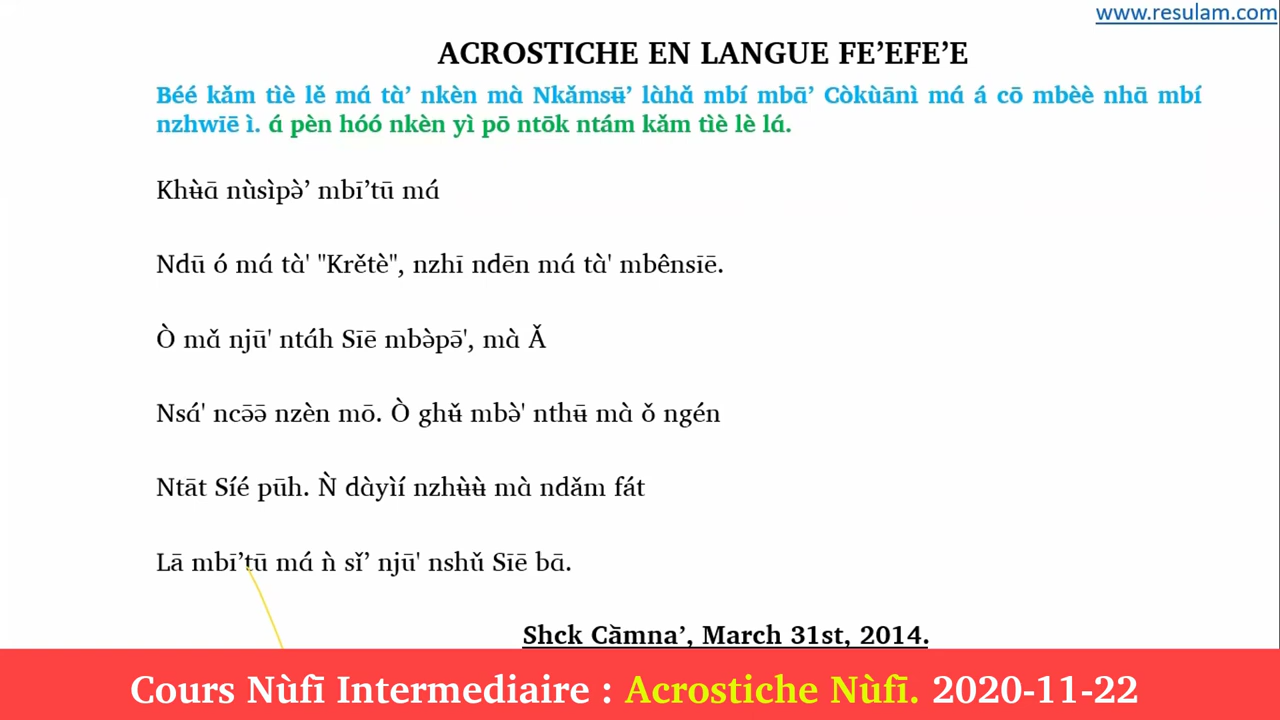 www.resulam.com
ACROSTICHE EN LANGUE FE’EFE’E
Béé kǎm tìè lě má tà’ nkèn mà Nkǎmsʉ̄’ làhǎ mbí mbā’ Còkùānì má á cō mbèè nhā mbí
nzhwīē ì. á pèn hóó nkèn yì pō ntōk ntám kǎm tìè lè lá.
Khʉ̀ā nùsìpə̀’ mbī’tū má
Ndū ó má tà' "Krětè", nzhī ndēn má tà' mbênsīē.
Ò mǎ njū' ntáh Sīē mbə̀pə̄', mà Ǎ
Nsá' ncə̄ə̄ nzèn mō. Ò ghʉ̌ mbə̀' nthʉ̄ mà ǒ ngén
Ntāt Síé pūh. Ǹ dàyìí nzhʉ̀ʉ̀ mà ndǎm fát
Lā mbī’tū má ǹ sǐ’ njū' nshǔ Sīē bā.
Shck Cȁmna’, March 31st, 2014.
Cours Nùfī Intermediaire : Acrostiche Nùfī. 2020-11-22